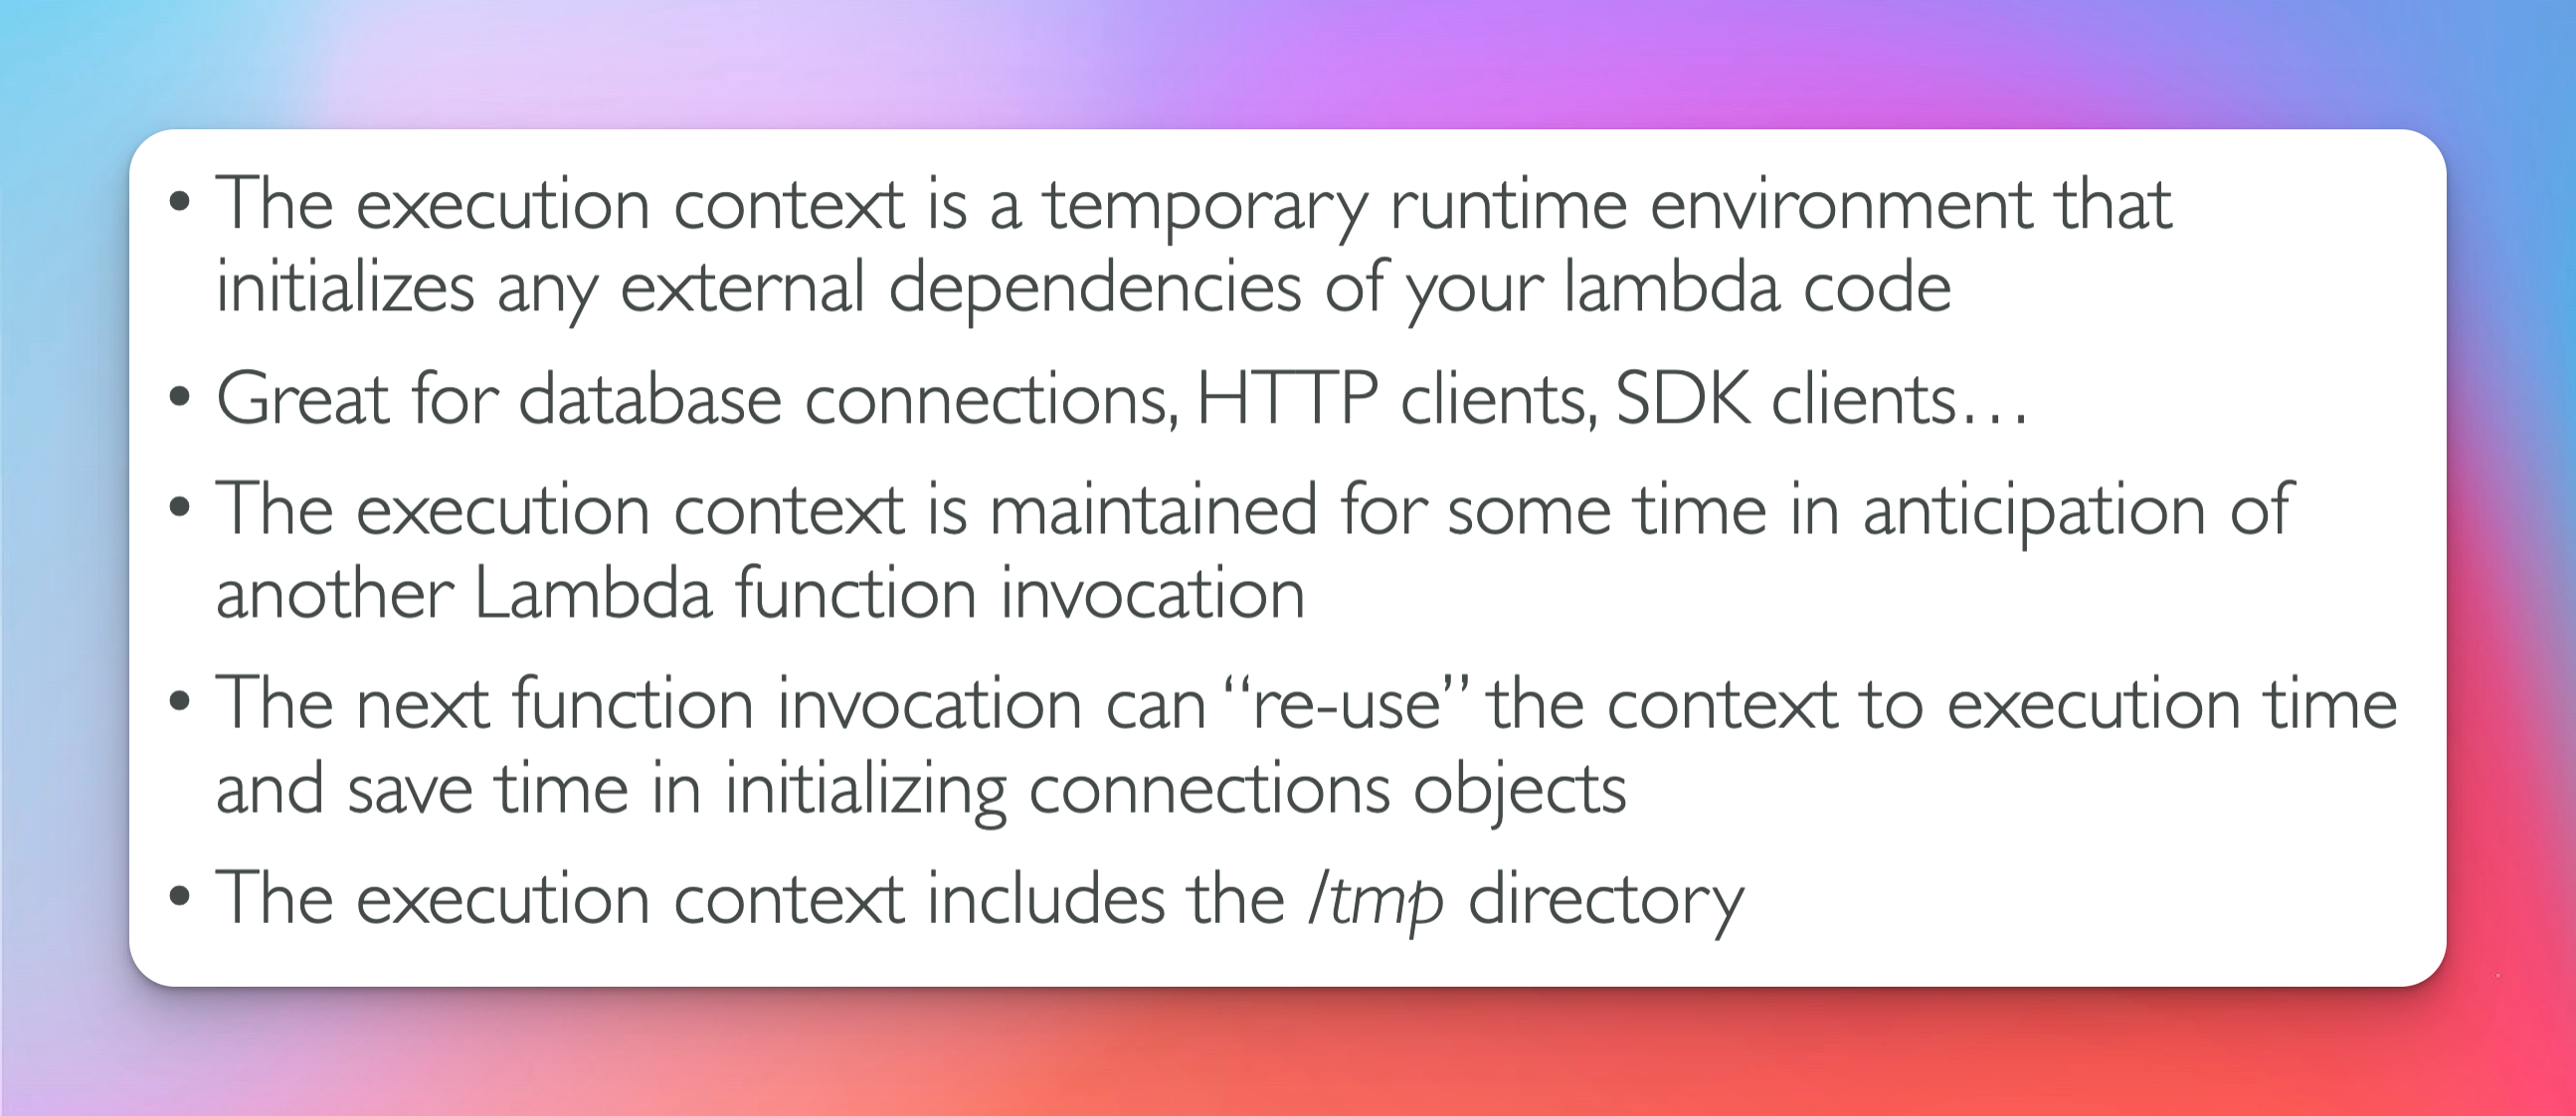 • The execution context is a temporary runtime environment that
initializes any external dependencies of your lambda code
• Great for database connections, HTTP clients, SDK clients…
• The execution context is maintained for some time in anticipation of
another Lambda function invocation
• The next function invocation can “re-use” the context to execution time
and save time in initializing connections objects
• The execution context includes the /tmp directory